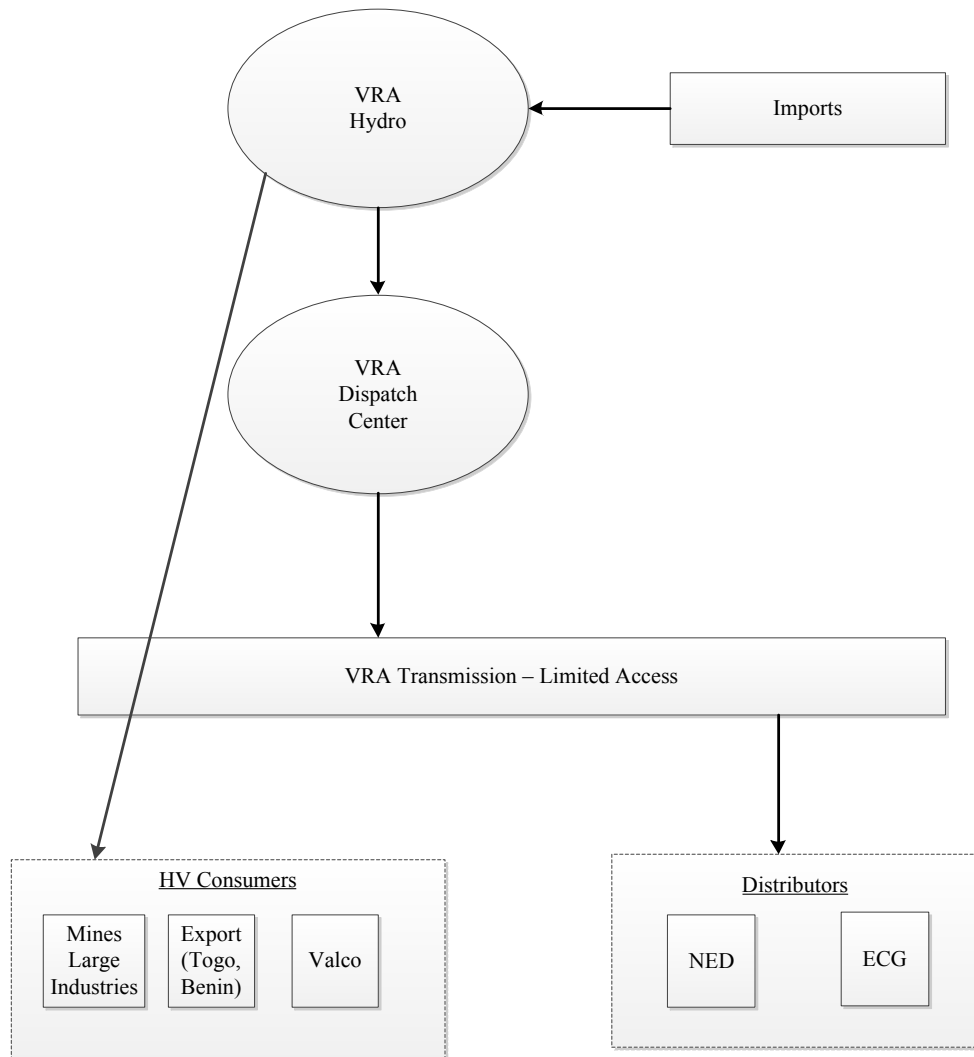 VRA
Hydro
Imports
VRA
Dispatch
Center
VRA Transmission – Limited Access
HV Consumers
Mines
Large
Industries
Export
(Togo,
Benin)
Valco
Distributors
NED
ECG